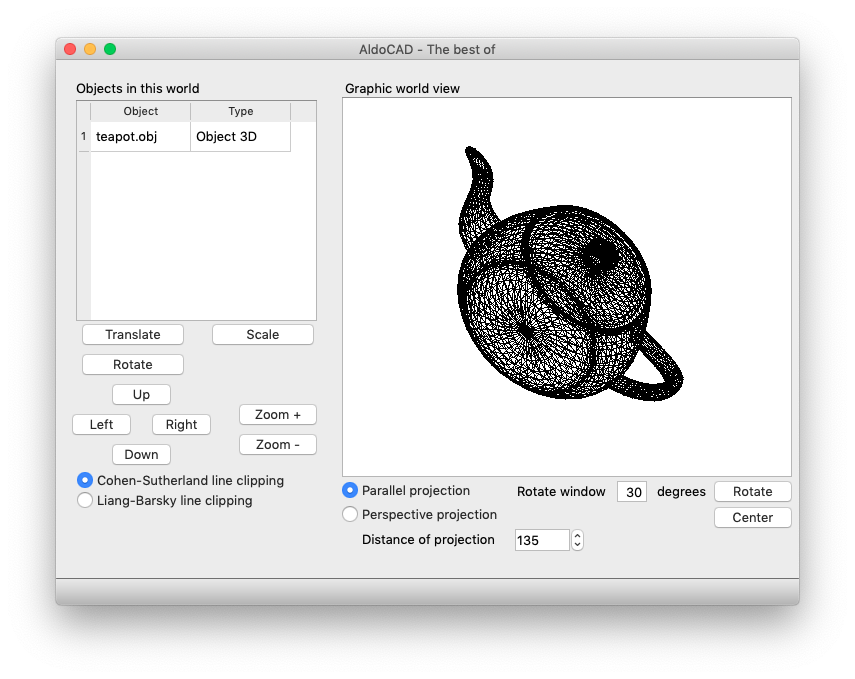 AldoCAD - The best of
Objects in this world
Object Type
1 teapot.obj Object 3D
Translate Scale
Rotate
Up
Left Right
Zoom +
Down
Zoom -
Cohen-Sutherland line clipping
Liang-Barsky line clipping
Graphic world view
Parallel projection Rotate window 30 degrees Rotate
Perspective projection Center
Distance of projection 135